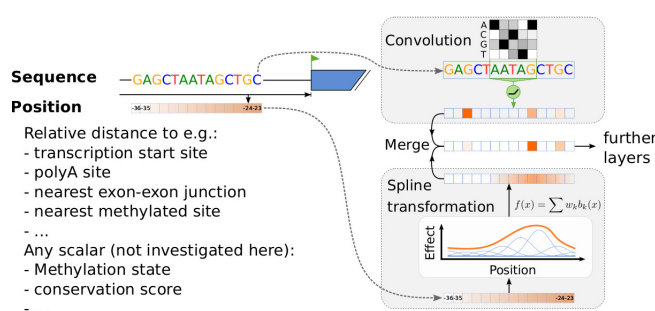 Sequence
GAGCTAATAGCTGC
Position
-36-35
-24-23
Relative distance to e.g.:
- transcription start site
- polyA site
- nearest exon-exon junction
- nearest methylated site
- ...
Any scalar (not investigated here):
- Methylation state
- conservation score
- ...
Convolution
A
C
G
T
GAGCTAATAGCTGC
Merge
further
layers
Spline
transformation
f(x) = ∑ wₖbₖ(x)
Effect
Position
-36-35
-24-23